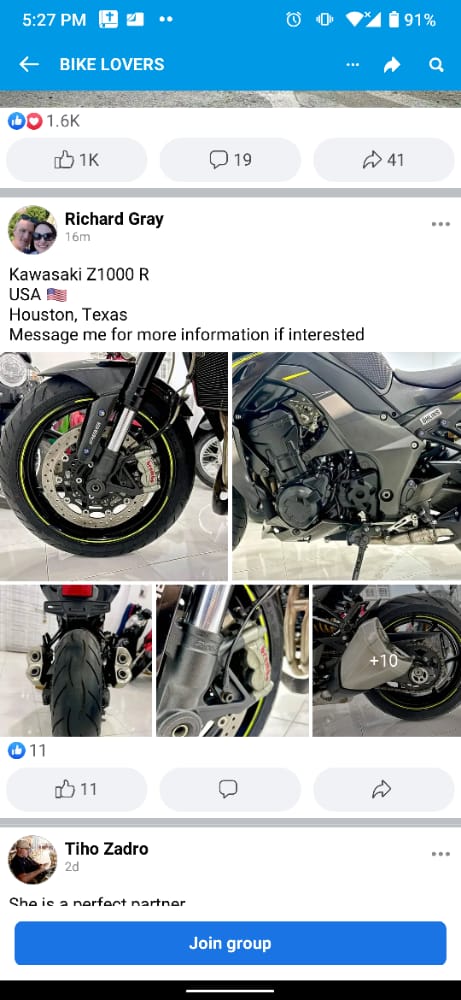 5:27 PM
91%
BIKE LOVERS
1.6K
1K
19
41
Richard Gray
16m
Kawasaki Z1000 R
USA
Houston, Texas
Message me for more information if interested
+10
11
11
Tiho Zadro
2d
She is a perfect partner
Join group